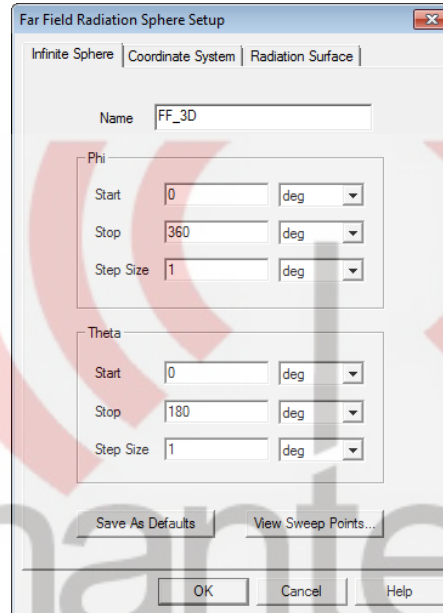 Far Field Radiation Sphere Setup
Infinite Sphere Coordinate System Radiation Surface
Name FF_3D
Phi
Start 0 deg
Stop 360 deg
Step Size 1 deg
Theta
Start 0 deg
Stop 180 deg
Step Size 1 deg
Save As Defaults View Sweep Points...
OK Cancel Help